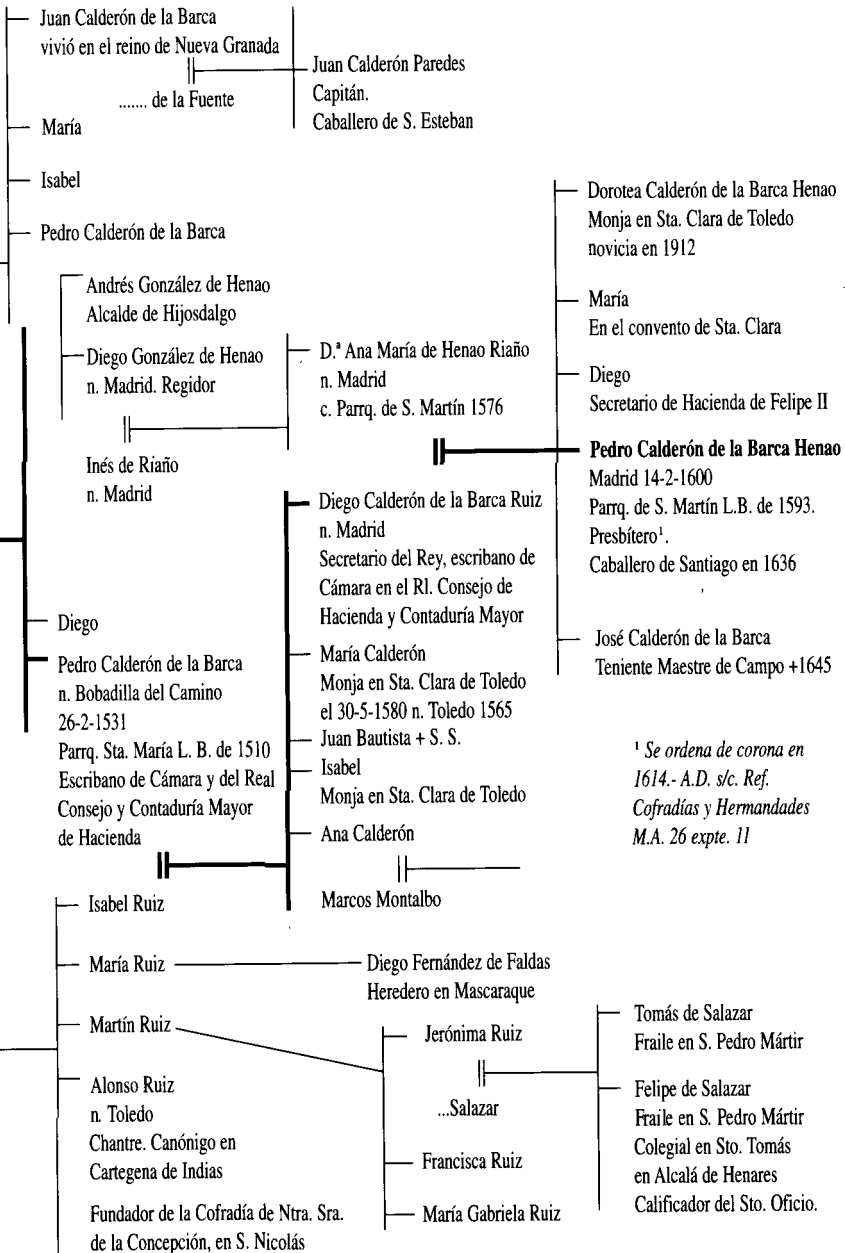 Juan Calderón de la Barca
vivió en el reino de Nueva Granada
....... de la Fuente
Juan Calderón Paredes
Capitán.
Caballero de S. Esteban
María
Isabel
Pedro Calderón de la Barca
Andrés González de Henao
Alcalde de Hijosdalgo
Diego González de Henao
n. Madrid. Regidor
Inés de Riaño
n. Madrid
D.ª Ana María de Henao Riaño
n. Madrid
c. Parrq. de S. Martín 1576
Dorotea Calderón de la Barca Henao
Monja en Sta. Clara de Toledo
novicia en 1912
María
En el convento de Sta. Clara
Diego
Secretario de Hacienda de Felipe II
Pedro Calderón de la Barca Henao
Madrid 14-2-1600
Parrq. de S. Martín L.B. de 1593.
Presbítero¹.
Caballero de Santiago en 1636
José Calderón de la Barca
Teniente Maestre de Campo +1645
Diego
Pedro Calderón de la Barca
n. Bobadilla del Camino
26-2-1531
Parrq. Sta. María L. B. de 1510
Escribano de Cámara y del Real
Consejo y Contaduría Mayor
de Hacienda
Diego Calderón de la Barca Ruiz
n. Madrid
Secretario del Rey, escribano de
Cámara en el Rl. Consejo de
Hacienda y Contaduría Mayor
María Calderón
Monja en Sta. Clara de Toledo
el 30-5-1580 n. Toledo 1565
Juan Bautista + S. S.
Isabel
Monja en Sta. Clara de Toledo
Ana Calderón
Marcos Montalbo
¹ Se ordena de corona en
1614.- A.D. s/c. Ref.
Cofradías y Hermandades
M.A. 26 expte. 11
Isabel Ruiz
María Ruiz
Diego Fernández de Faldas
Heredero en Mascaraque
Martín Ruiz
Alonso Ruiz
n. Toledo
Chantre. Canónigo en
Cartegena de Indias
Fundador de la Cofradía de Ntra. Sra.
de la Concepción, en S. Nicolás
Jerónima Ruiz
...Salazar
Francisca Ruiz
María Gabriela Ruiz
Tomás de Salazar
Fraile en S. Pedro Mártir
Felipe de Salazar
Fraile en S. Pedro Mártir
Colegial en Sto. Tomás
en Alcalá de Henares
Calificador del Sto. Oficio.